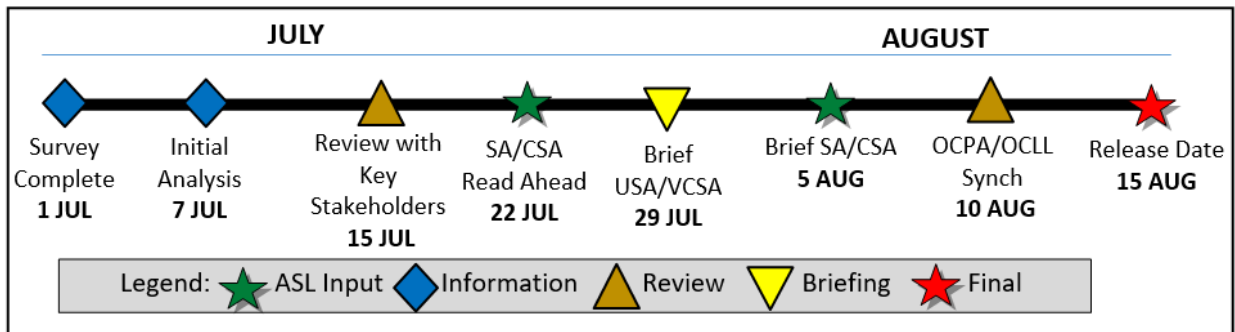 JULY
AUGUST
Survey
Complete
1 JUL
Initial
Analysis
7 JUL
Review with
Key
Stakeholders
15 JUL
SA/CSA
Read Ahead
22 JUL
Brief
USA/VCSA
29 JUL
Brief SA/CSA
5 AUG
OCPA/OCLL
Synch
10 AUG
Release Date
15 AUG
Legend: ASL Input Information Review Briefing Final